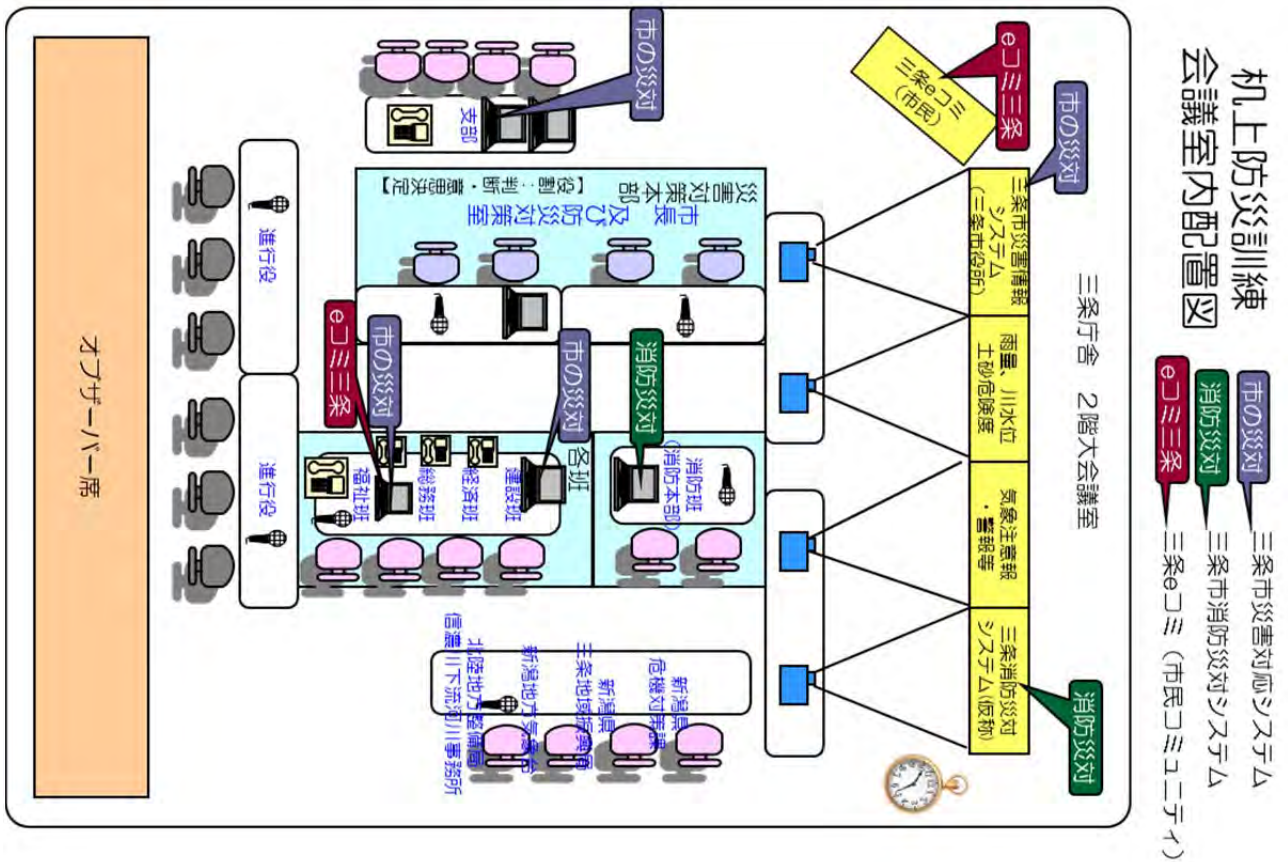 机上防災訓練
会議室内配置図
市の災対 三条市災害対応システム
消防災対 三条市消防災対システム
eコミ三条 三条eコミ(市民コミュニティ)
三条庁舎 2階大会議室
eコミ三条
三条eコミ
(市民)
市の災対
三条市災害情報
システム
(三条市役所)
雨量、川水位
土砂危険度
気象注意報
・警報等
三条消防災対
システム(仮称)
消防災対
市の災対
支部
災害対策本部
市長 及び防災対策室
【役割:判断・意思決定】
消防災対
消防班
(消防本部)
市の災対
各班
建設班
経済班
総務班
福祉班
市の災対
eコミ三条
新潟県
危機対策課
新潟県
三条地域振興局
新潟地方気象台
北陸地方整備局
信濃川下流河川事務所
進行役
進行役
オブザーバー席